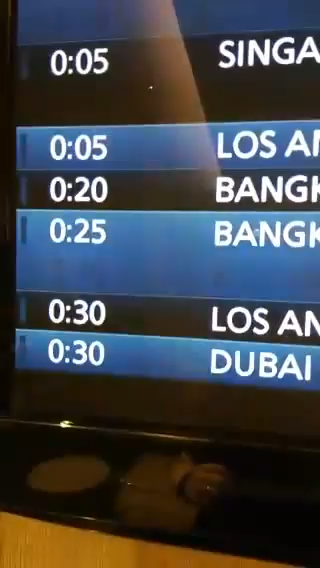 0:05 SINGA
0:05 LOS AN
0:20 BANGK
0:25 BANGK
0:30 LOS AN
0:30 DUBAI